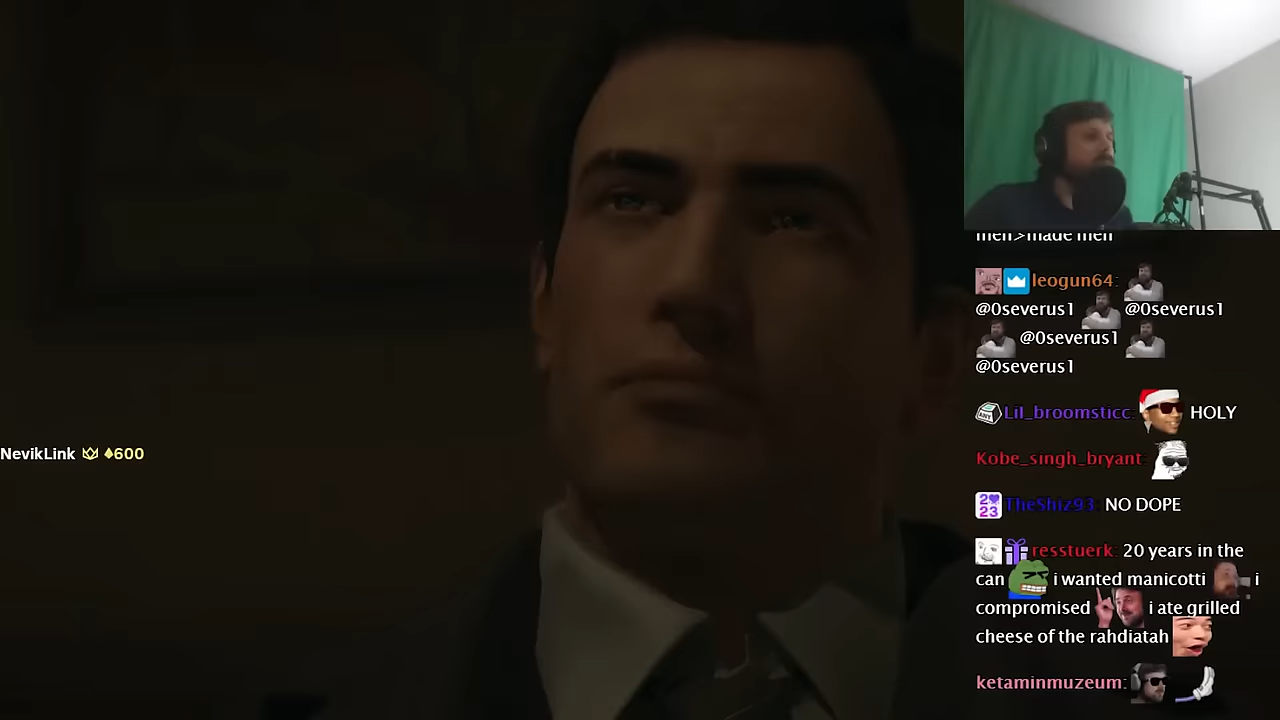 men>made men
leogun64:
@0severus1 @0severus1
@0severus1
@0severus1
Lil_broomsticc: HOLY
NevikLink 600
Kobe_singh_bryant:
2023
TheShiz93: NO DOPE
resstuerk: 20 years in the
can i wanted manicotti i
compromised i ate grilled
cheese of the rahdiatah
ketaminmuzeum: